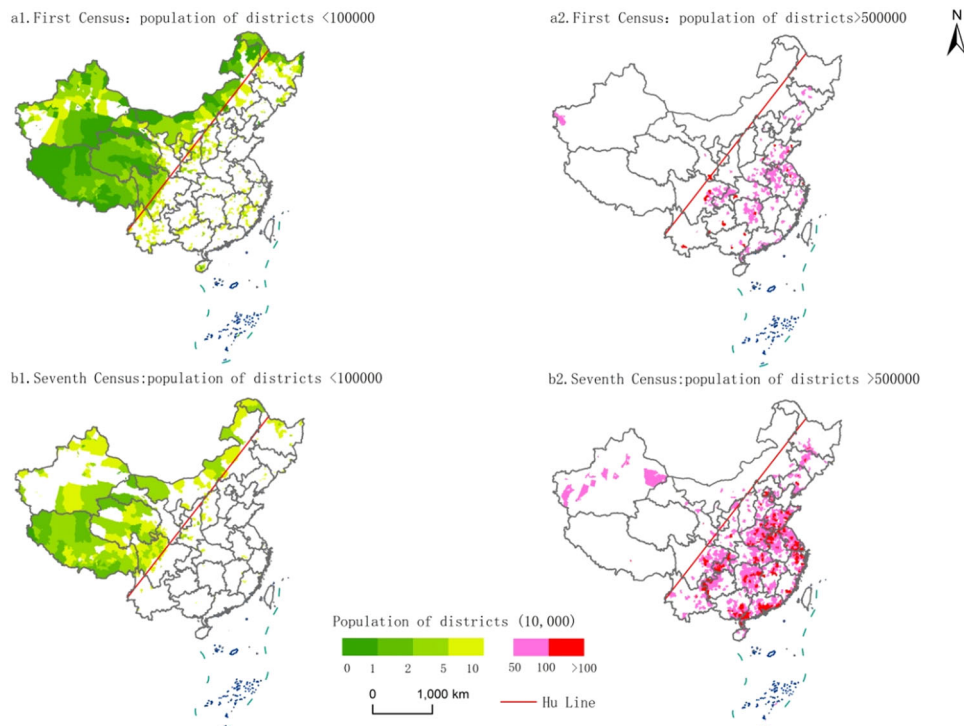 a1.First Census: population of districts <100000
a2.First Census: population of districts>500000
N
b1.Seventh Census:population of districts <100000
b2.Seventh Census:population of districts >500000
Population of districts (10,000)
0 1 2 5 10 50 100 >100
0 1,000 km
Hu Line